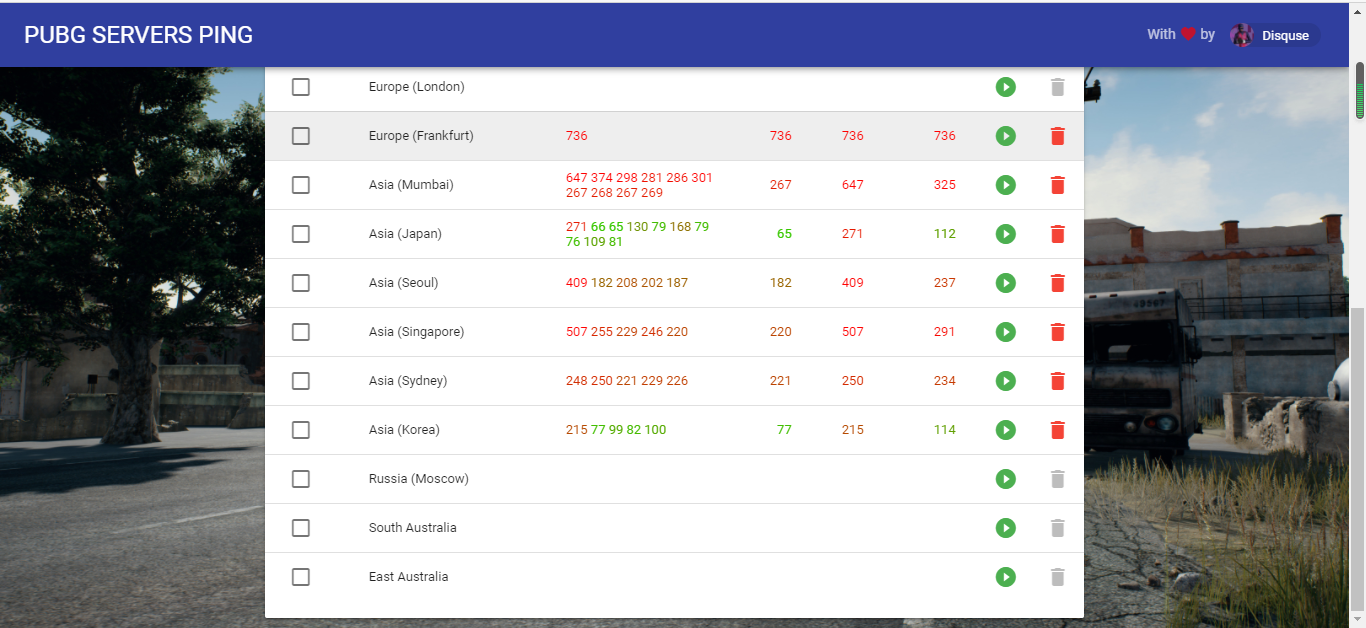 PUBG SERVERS PING
With ❤ by Disquse
Europe (London)
Europe (Frankfurt) 736 736 736 736
Asia (Mumbai) 647 374 298 281 286 301 267 647 325
267 268 267 269
Asia (Japan) 271 66 65 130 79 168 79 65 271 112
76 109 81
Asia (Seoul) 409 182 208 202 187 182 409 237
Asia (Singapore) 507 255 229 246 220 220 507 291
Asia (Sydney) 248 250 221 229 226 221 250 234
Asia (Korea) 215 77 99 82 100 77 215 114
Russia (Moscow)
South Australia
East Australia